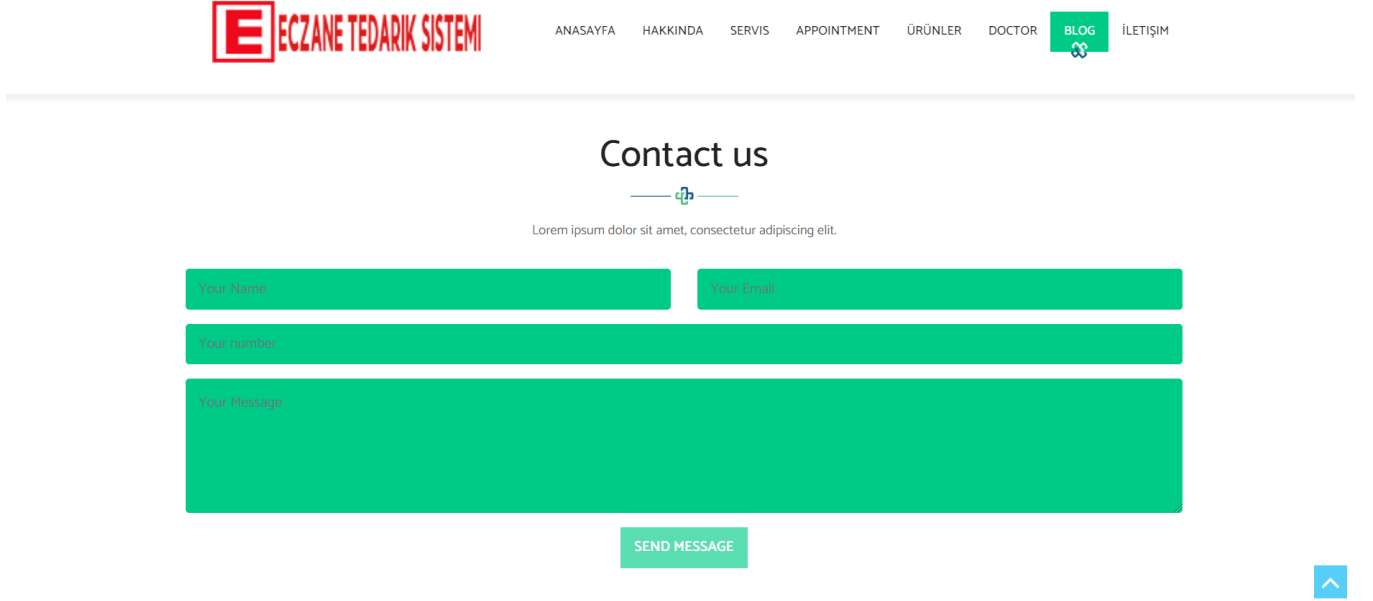 E ECZANE TEDARIK SISTEMI
ANASAYFA HAKKINDA SERVIS APPOINTMENT ÜRÜNLER DOCTOR BLOG İLETIŞIM
Contact us
Lorem ipsum dolor sit amet, consectetur adipiscing elit.
Your Name Your Email
Your number
Your Message
SEND MESSAGE